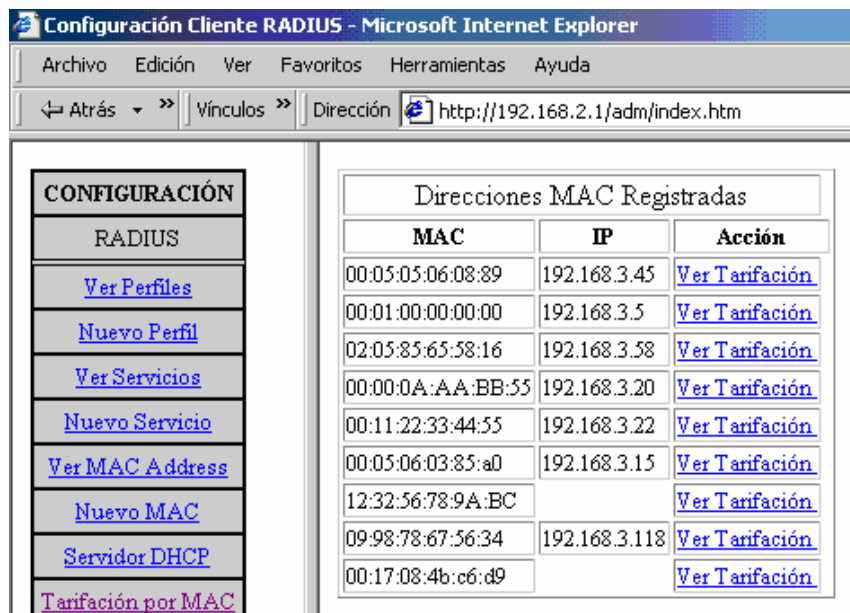 Configuración Cliente RADIUS - Microsoft Internet Explorer
Archivo Edición Ver Favoritos Herramientas Ayuda
Atrás Vínculos Dirección http://192.168.2.1/adm/index.htm
CONFIGURACIÓN
RADIUS
Ver Perfiles
Nuevo Perfil
Ver Servicios
Nuevo Servicio
Ver MAC Address
Nuevo MAC
Servidor DHCP
Tarifación por MAC
Direcciones MAC Registradas
MAC IP Acción
00:05:05:06:08:89 192.168.3.45 Ver Tarifación
00:01:00:00:00:00 192.168.3.5 Ver Tarifación
02:05:85:65:58:16 192.168.3.58 Ver Tarifación
00:00:0A:AA:BB:55 192.168.3.20 Ver Tarifación
00:11:22:33:44:55 192.168.3.22 Ver Tarifación
00:05:06:03:85:a0 192.168.3.15 Ver Tarifación
12:32:56:78:9A:BC Ver Tarifación
09:98:78:67:56:34 192.168.3.118 Ver Tarifación
00:17:08:4b:c6:d9 Ver Tarifación